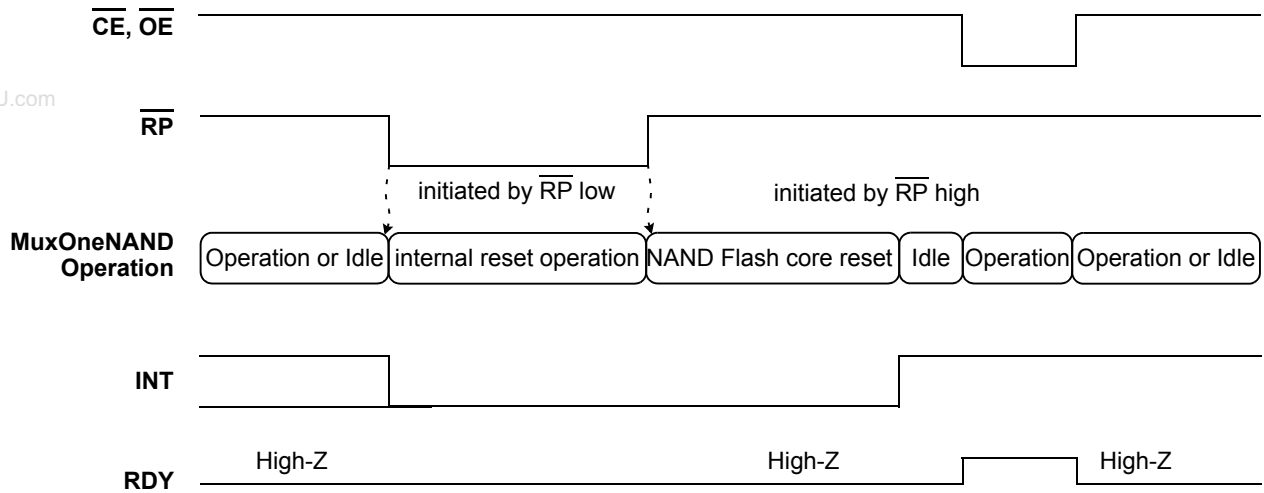 CE, OE
J.com
RP
initiated by RP low
initiated by RP high
MuxOneNAND
Operation
Operation or Idle
internal reset operation
NAND Flash core reset
Idle
Operation
Operation or Idle
INT
High-Z
High-Z
High-Z
RDY